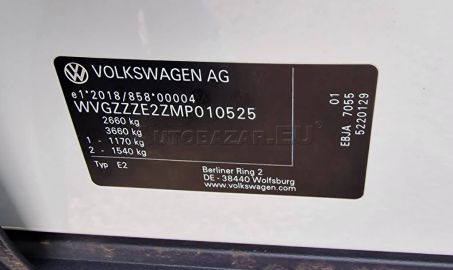 VOLKSWAGEN AG
e1*2018/858*00004
WVGZZZE2ZMP010525
2660 kg
3660 kg
1 - 1170 kg
2 - 1540 kg
Typ E2
Berliner Ring 2
DE - 38440 Wolfsburg
www.volkswagen.com
01
EBJA 7055
5220129
UTOBAZAR.EU